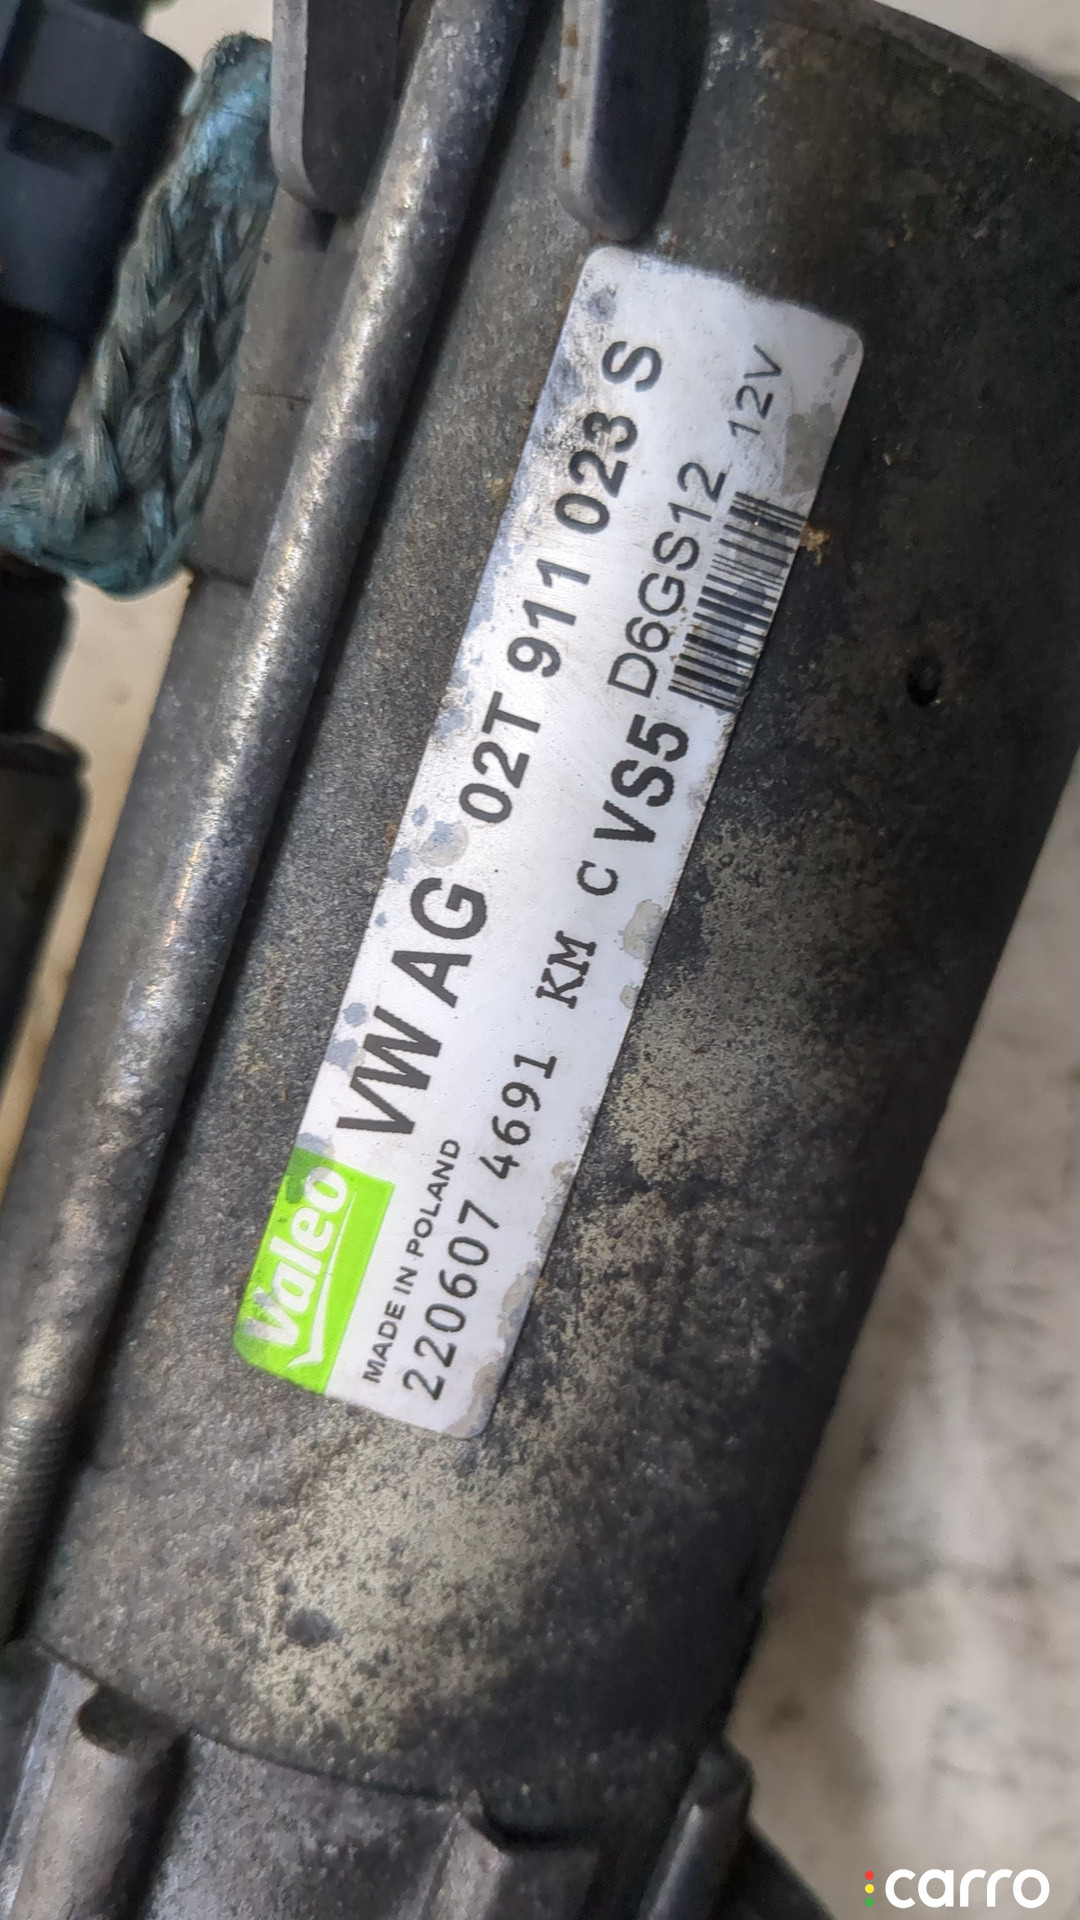 Valeo
VW AG 02T 911 023 S
MADE IN POLAND
C VS5 D6GS12 12V
220607 4691 KM
carro